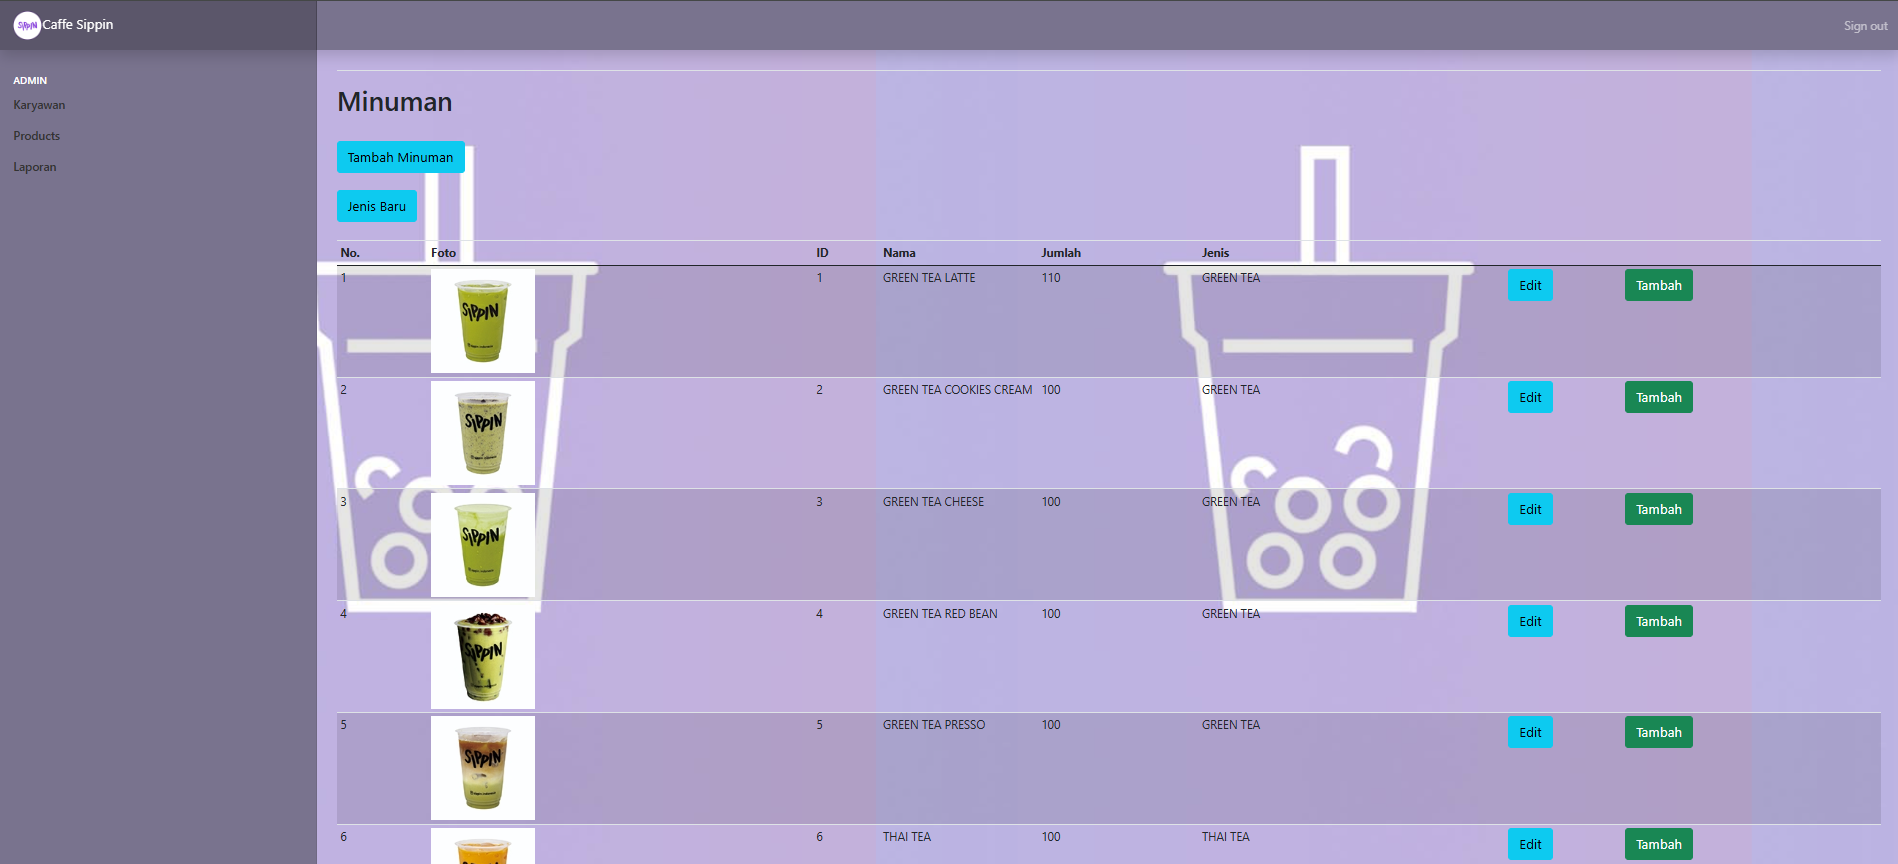 SIPPIN Caffe Sippin
Sign out
ADMIN
Karyawan
Products
Laporan
Minuman
Tambah Minuman
Jenis Baru
No. Foto ID Nama Jumlah Jenis
1 SIPPIN 1 GREEN TEA LATTE 110 GREEN TEA Edit Tambah
2 SIPPIN 2 GREEN TEA COOKIES CREAM 100 GREEN TEA Edit Tambah
3 SIPPIN 3 GREEN TEA CHEESE 100 GREEN TEA Edit Tambah
4 SIPPIN 4 GREEN TEA RED BEAN 100 GREEN TEA Edit Tambah
5 SIPPIN 5 GREEN TEA PRESSO 100 GREEN TEA Edit Tambah
6 6 THAI TEA 100 THAI TEA Edit Tambah